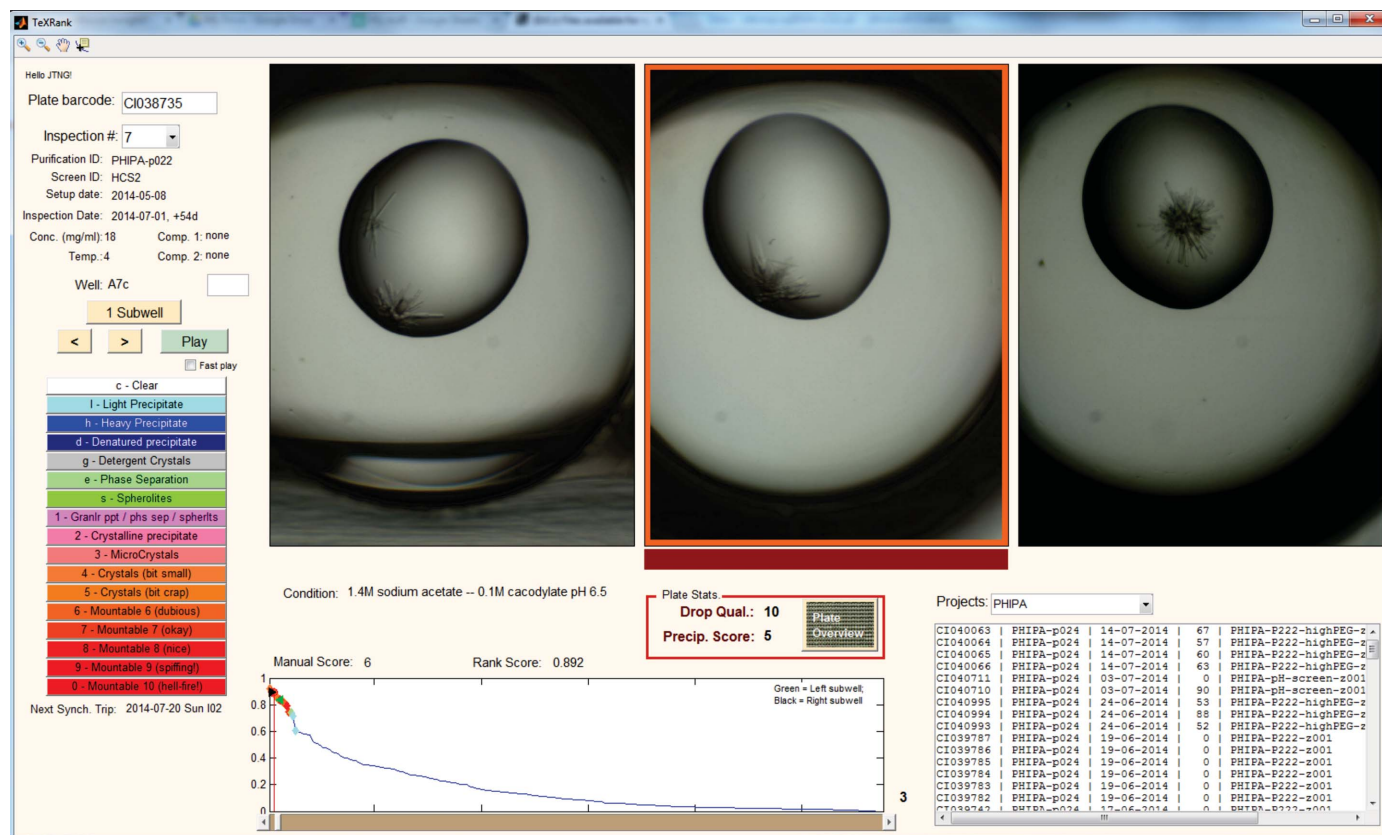 TeXRank
Hello JTNG!
Plate barcode: CI038735
Inspection #: 7
Purification ID: PHIPA-p022
Screen ID: HCS2
Setup date: 2014-05-08
Inspection Date: 2014-07-01, +54d
Conc. (mg/ml): 18 Comp. 1: none
Temp.: 4 Comp. 2: none
Well: A7c
1 Subwell
< > Play
Fast play
c - Clear
l - Light Precipitate
h - Heavy Precipitate
d - Denatured precipitate
g - Detergent Crystals
e - Phase Separation
s - Spherolites
1 - Granlr ppt / phs sep / spherlts
2 - Crystalline precipitate
3 - MicroCrystals
4 - Crystals (bit small)
5 - Crystals (bit crap)
6 - Mountable 6 (dubious)
7 - Mountable 7 (okay)
8 - Mountable 8 (nice)
9 - Mountable 9 (spiffing!)
0 - Mountable 10 (hell-fire!)
Next Synch. Trip: 2014-07-20 Sun I02
Condition: 1.4M sodium acetate -- 0.1M cacodylate pH 6.5
Plate Stats.
Drop Qual.: 10
Precip. Score: 5
Plate
Overview
Manual Score: 6 Rank Score: 0.892
Green = Left subwell;
Black = Right subwell
1
0.8
0.6
0.4
0.2
0
3
Projects: PHIPA
CI040063 | PHIPA-p024 | 14-07-2014 | 67 | PHIPA-P222-highPEG-z
CI040064 | PHIPA-p024 | 14-07-2014 | 57 | PHIPA-P222-highPEG-z
CI040065 | PHIPA-p024 | 14-07-2014 | 60 | PHIPA-P222-highPEG-z
CI040066 | PHIPA-p024 | 14-07-2014 | 63 | PHIPA-P222-highPEG-z
CI040711 | PHIPA-p024 | 03-07-2014 | 0 | PHIPA-pH-screen-z001
CI040710 | PHIPA-p024 | 03-07-2014 | 90 | PHIPA-pH-screen-z001
CI040995 | PHIPA-p024 | 24-06-2014 | 53 | PHIPA-P222-highPEG-z
CI040994 | PHIPA-p024 | 24-06-2014 | 88 | PHIPA-P222-highPEG-z
CI040993 | PHIPA-p024 | 24-06-2014 | 52 | PHIPA-P222-highPEG-z
CI039787 | PHIPA-p024 | 19-06-2014 | 0 | PHIPA-P222-z001
CI039786 | PHIPA-p024 | 19-06-2014 | 0 | PHIPA-P222-z001
CI039785 | PHIPA-p024 | 19-06-2014 | 0 | PHIPA-P222-z001
CI039784 | PHIPA-p024 | 19-06-2014 | 0 | PHIPA-P222-z001
CI039783 | PHIPA-p024 | 19-06-2014 | 0 | PHIPA-P222-z001
CI039782 | PHIPA-p024 | 19-06-2014 | 0 | PHIPA-P222-z001
CI039742 | PHIPA-p024 | 17-06-2014 | 0 | PHIPA-P222-z001